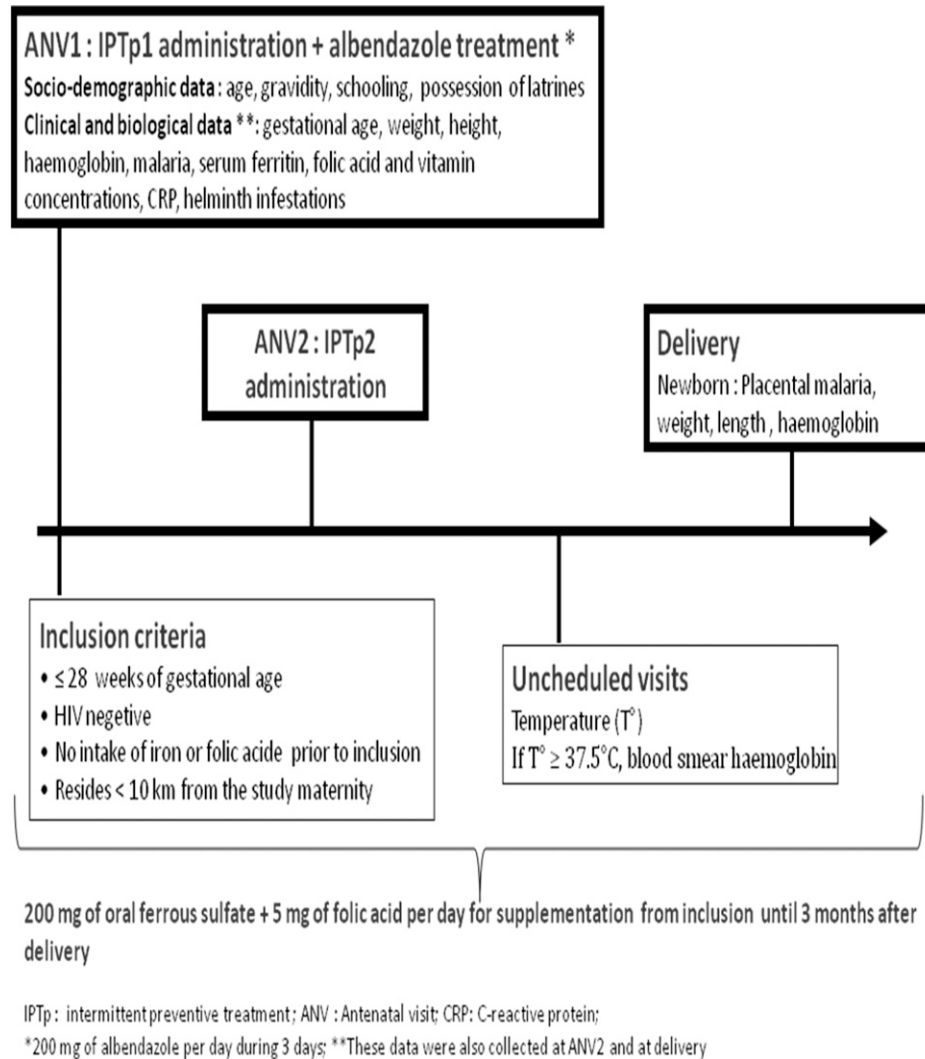 ANV1 : IPTp1 administration + albendazole treatment *
Socio-demographic data : age, gravidity, schooling, possession of latrines
Clinical and biological data ** : gestational age, weight, height,
haemoglobin, malaria, serum ferritin, folic acid and vitamin
concentrations, CRP, helminth infestations
ANV2 : IPTp2
administration
Delivery
Newborn : Placental malaria,
weight, length , haemoglobin
Inclusion criteria
• ≤ 28 weeks of gestational age
• HIV negetive
• No intake of iron or folic acide prior to inclusion
• Resides < 10 km from the study maternity
Uncheduled visits
Temperature (T°)
If T° ≥ 37.5°C, blood smear haemoglobin
200 mg of oral ferrous sulfate + 5 mg of folic acid per day for supplementation from inclusion until 3 months after
delivery
IPTp : intermittent preventive treatment ; ANV : Antenatal visit; CRP: C-reactive protein;
*200 mg of albendazole per day during 3 days; **These data were also collected at ANV2 and at delivery